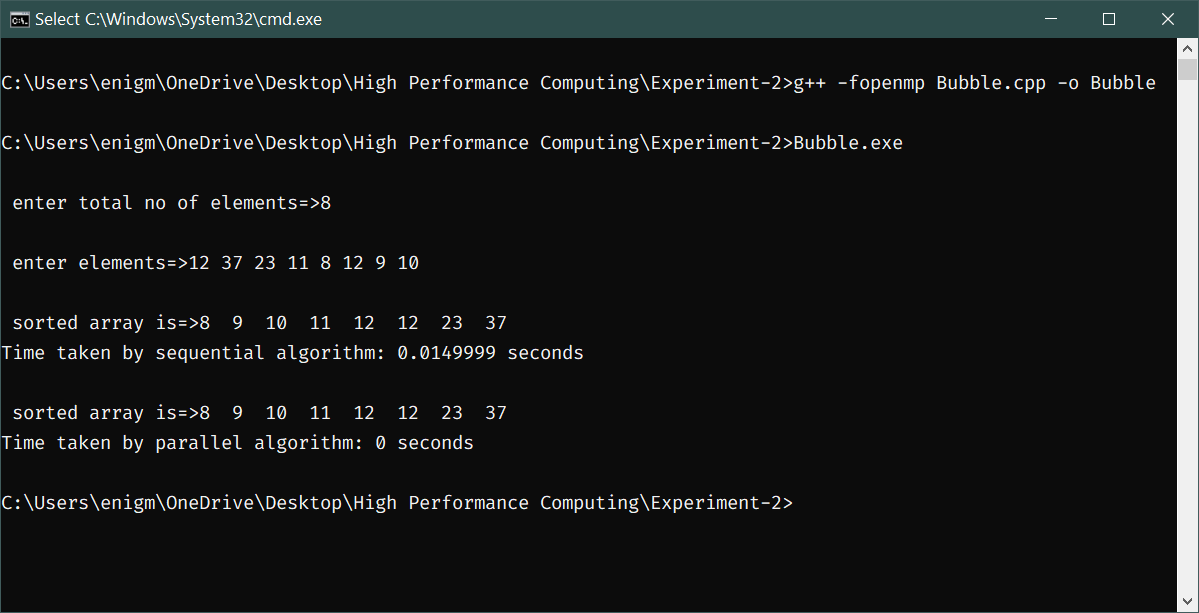 Select C:\Windows\System32\cmd.exe
C:\Users\enigm\OneDrive\Desktop\High Performance Computing\Experiment-2>g++ -fopenmp Bubble.cpp -o Bubble
C:\Users\enigm\OneDrive\Desktop\High Performance Computing\Experiment-2>Bubble.exe
enter total no of elements=>8
enter elements=>12 37 23 11 8 12 9 10
sorted array is=>8  9  10  11  12  12  23  37
Time taken by sequential algorithm: 0.0149999 seconds
sorted array is=>8  9  10  11  12  12  23  37
Time taken by parallel algorithm: 0 seconds
C:\Users\enigm\OneDrive\Desktop\High Performance Computing\Experiment-2>